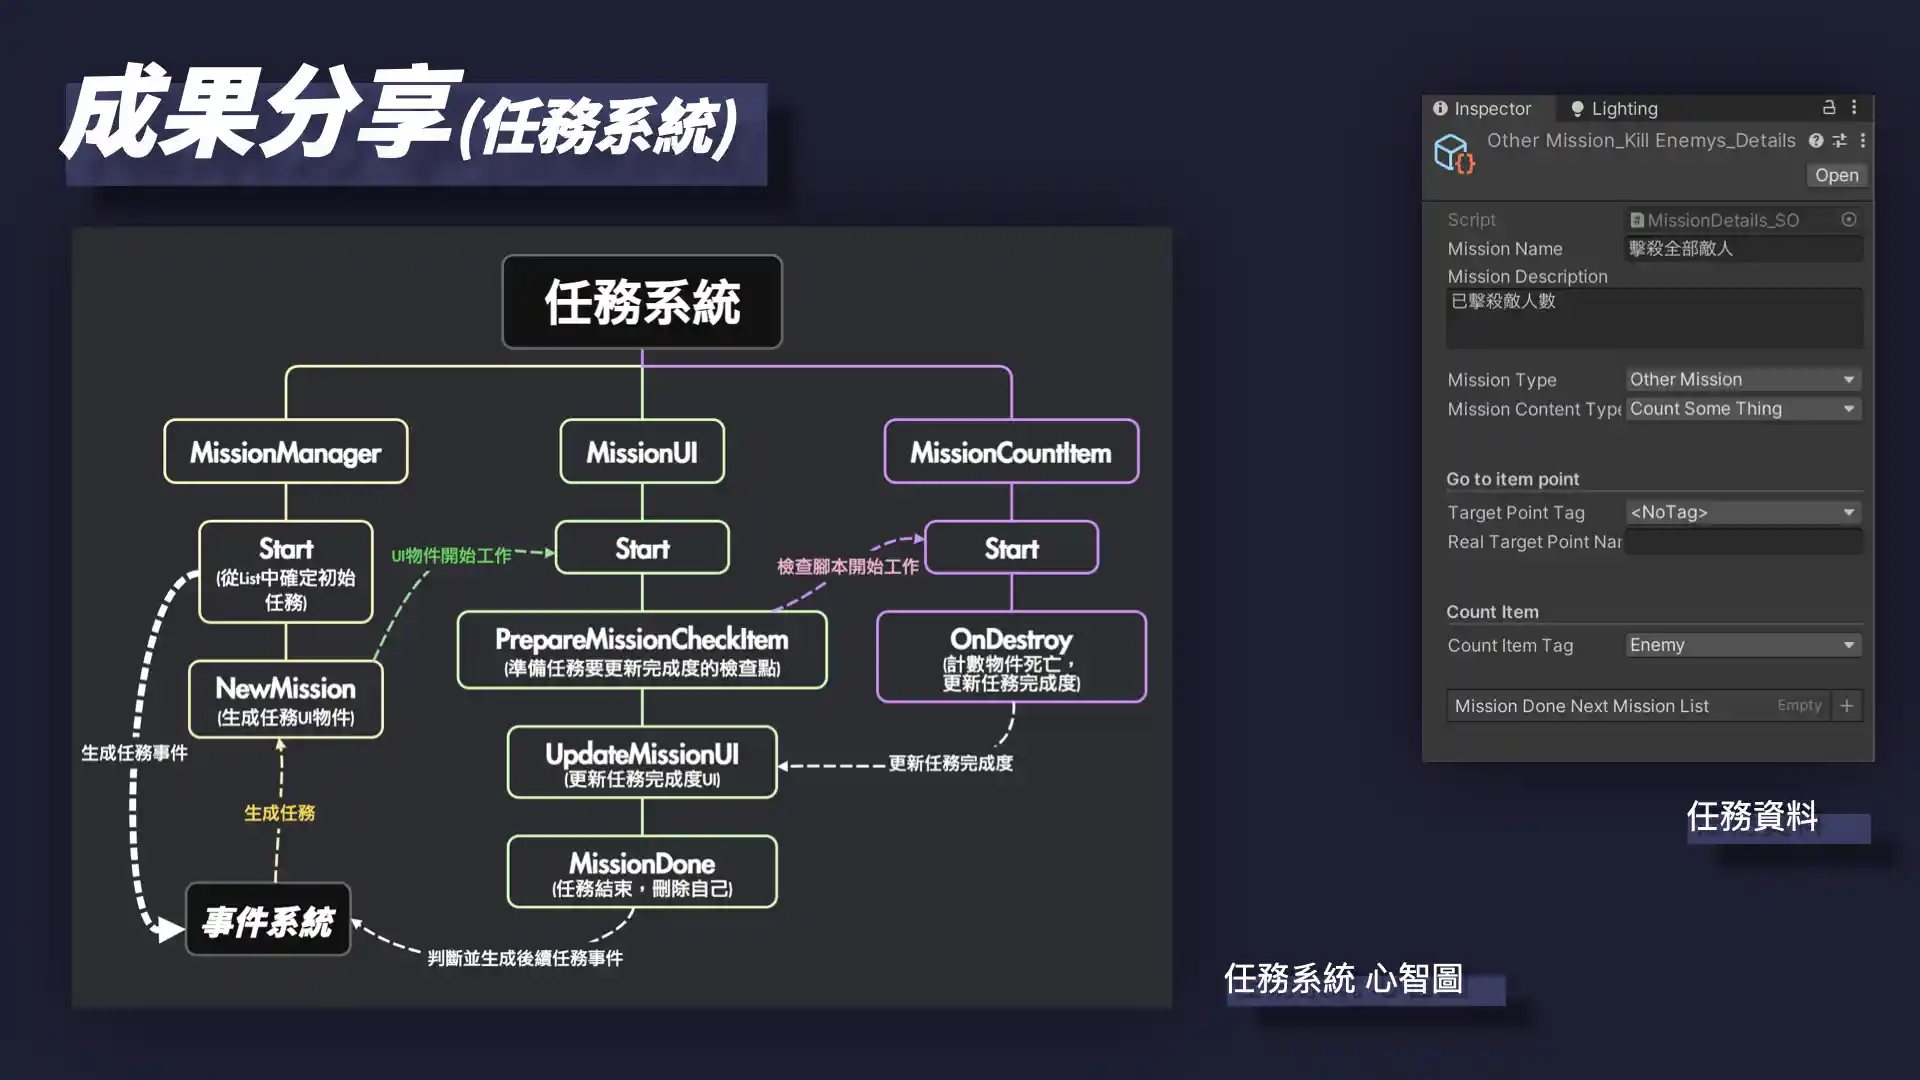 成果分享(任務系統)
任務系統
MissionManager
MissionUI
MissionCountItem
Start
(從List中確定初始
任務)
UI物件開始工作
Start
檢查腳本開始工作
Start
PrepareMissionCheckItem
(準備任務要更新完成度的檢查點)
OnDestroy
(計數物件死亡，
更新任務完成度)
NewMission
(生成任務UI物件)
生成任務事件
UpdateMissionUI
(更新任務完成度UI)
更新任務完成度
生成任務
MissionDone
(任務結束，刪除自己)
事件系統
判斷並生成後續任務事件
Inspector
Lighting
Other Mission_Kill Enemys_Details
Open
Script
MissionDetails_SO
Mission Name
擊殺全部敵人
Mission Description
已擊殺敵人數
Mission Type
Other Mission
Mission Content Type
Count Some Thing
Go to item point
Target Point Tag
<NoTag>
Real Target Point Nar
Count Item
Count Item Tag
Enemy
Mission Done Next Mission List
Empty
任務資料
任務系統 心智圖